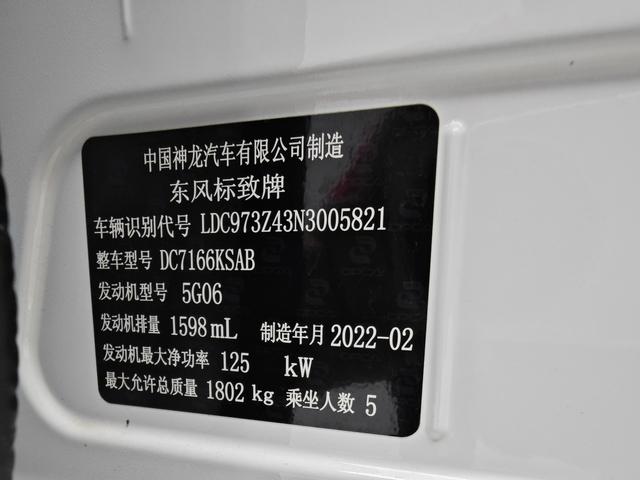 中国神龙汽车有限公司制造
东风标致牌
车辆识别代号 LDC973Z43N3005821
整车型号 DC7166KSAB
发动机型号 5G06
发动机排量 1598mL 制造年月 2022-02
发动机最大净功率 125 kW
最大允许总质量 1802 kg 乘坐人数 5